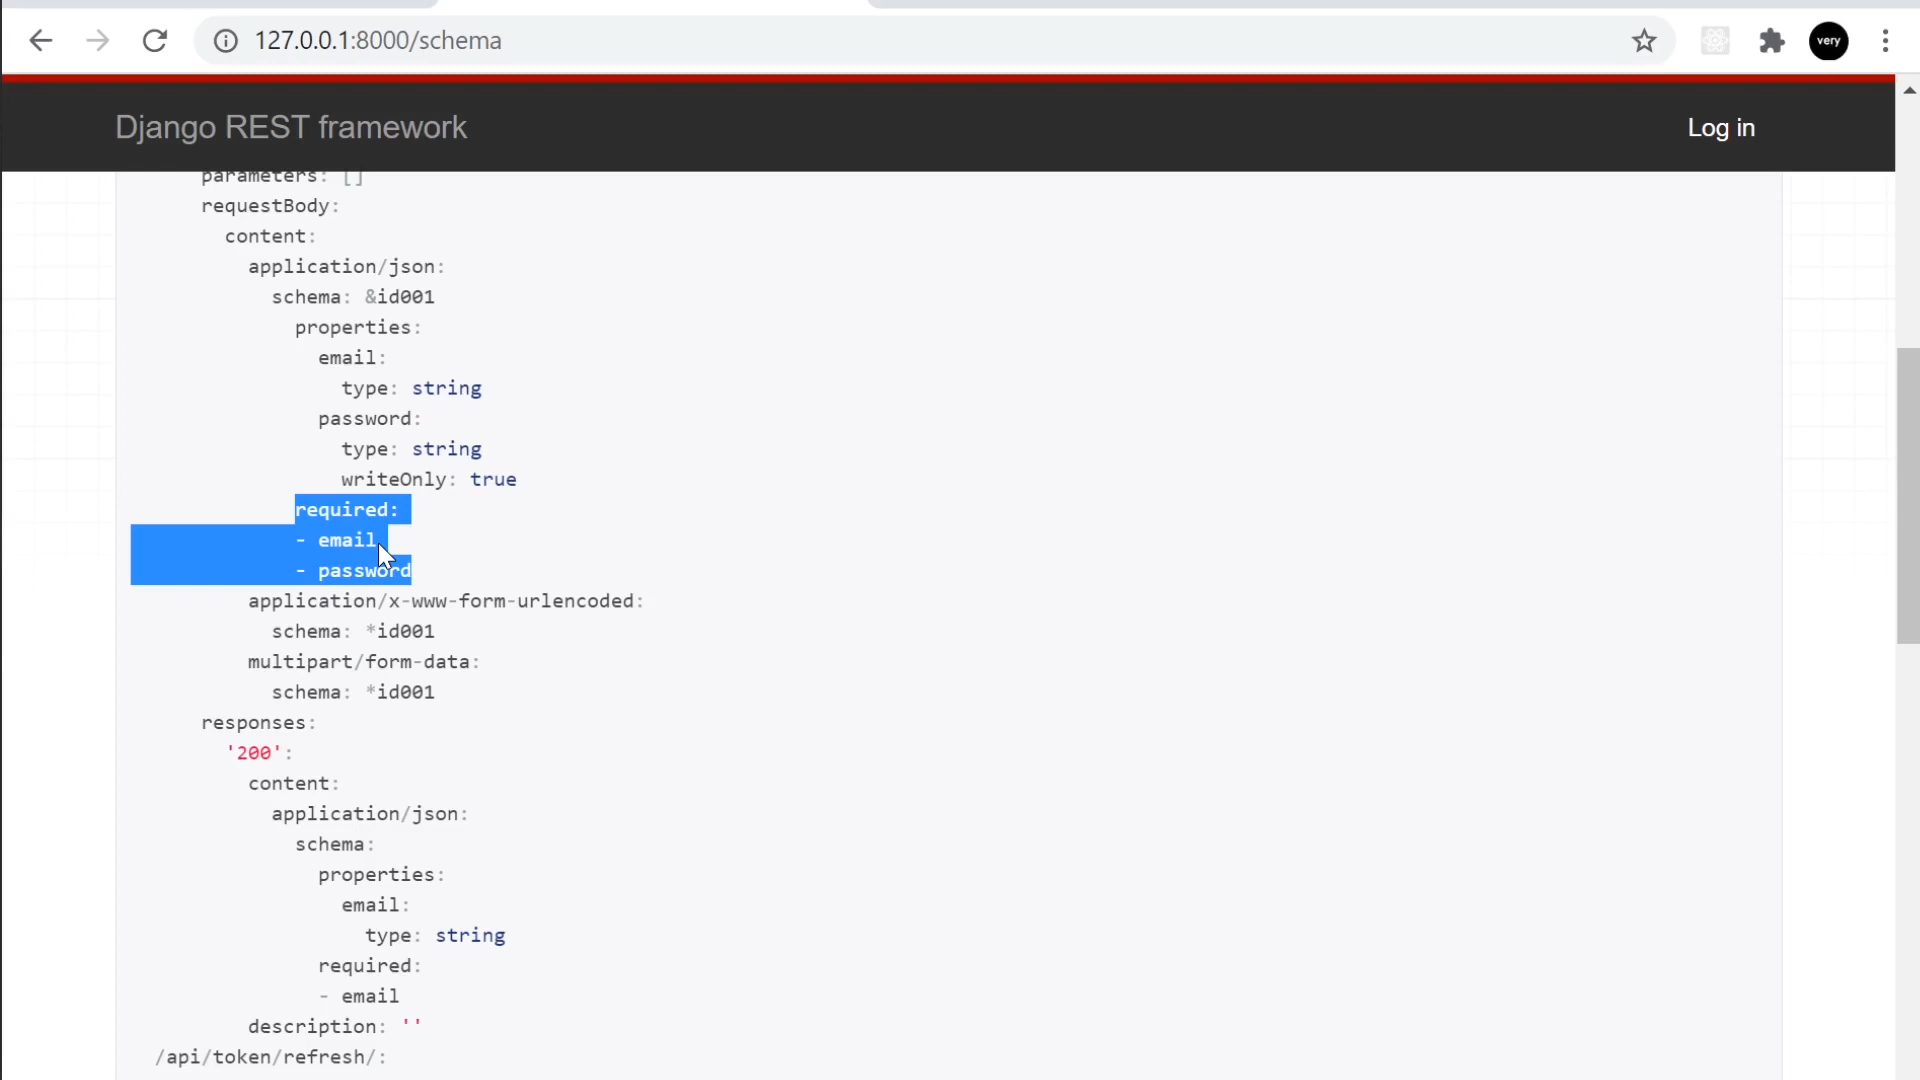 127.0.0.1:8000/schema
very
Django REST framework
Log in
parameters: []
requestBody:
content:
application/json:
schema: &id001
properties:
email:
type: string
password:
type: string
writeOnly: true
required:
- email
- password
application/x-www-form-urlencoded:
schema: *id001
multipart/form-data:
schema: *id001
responses:
'200':
content:
application/json:
schema:
properties:
email:
type: string
required:
- email
description: ''
/api/token/refresh/: